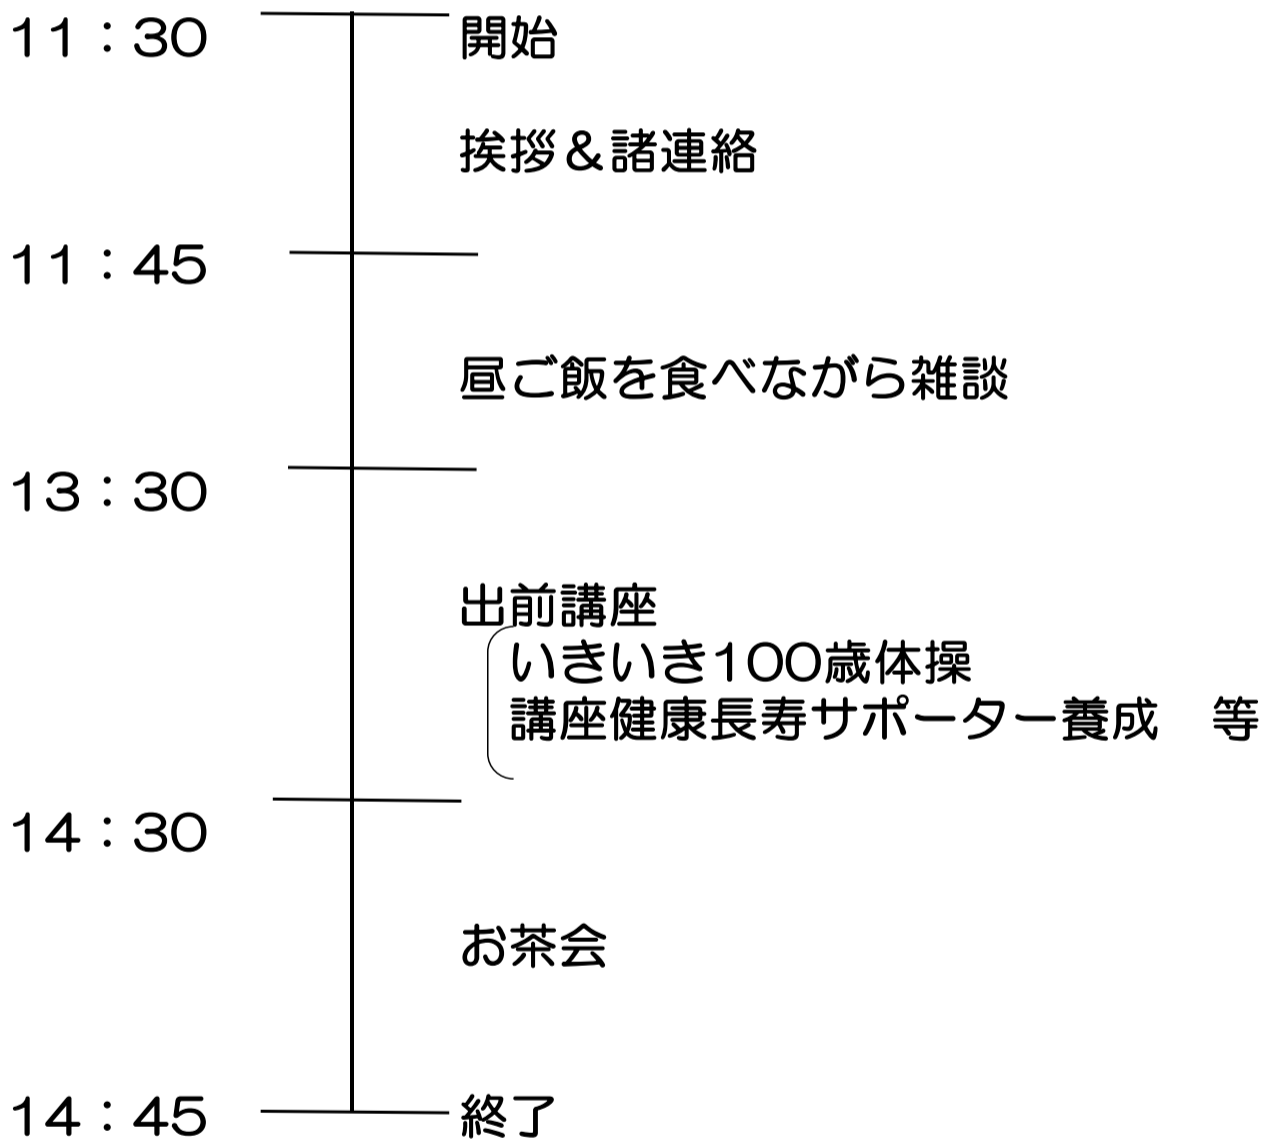 11：30 開始
挨拶＆諸連絡
11：45
昼ご飯を食べながら雑談
13：30
出前講座
いきいき100歳体操
講座健康長寿サポーター養成　等
14：30
お茶会
14：45 終了